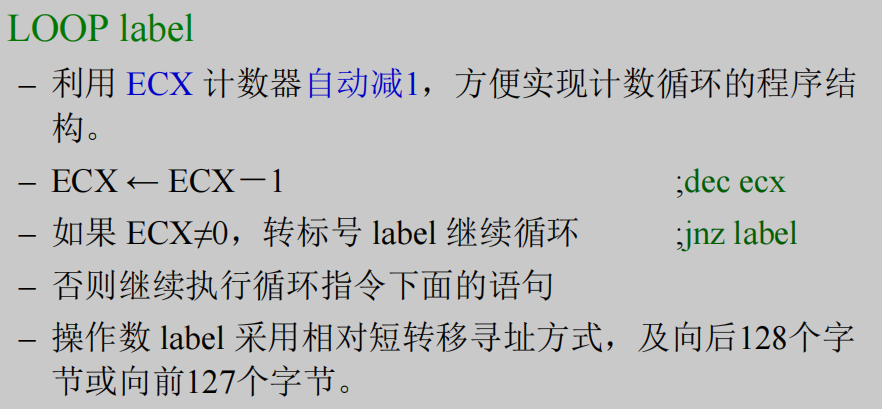 LOOP label
– 利用 ECX 计数器自动减1，方便实现计数循环的程序结
构。
– ECX ← ECX－1 ;dec ecx
– 如果 ECX≠0，转标号 label 继续循环 ;jnz label
– 否则继续执行循环指令下面的语句
– 操作数 label 采用相对短转移寻址方式，及向后128个字
节或向前127个字节。